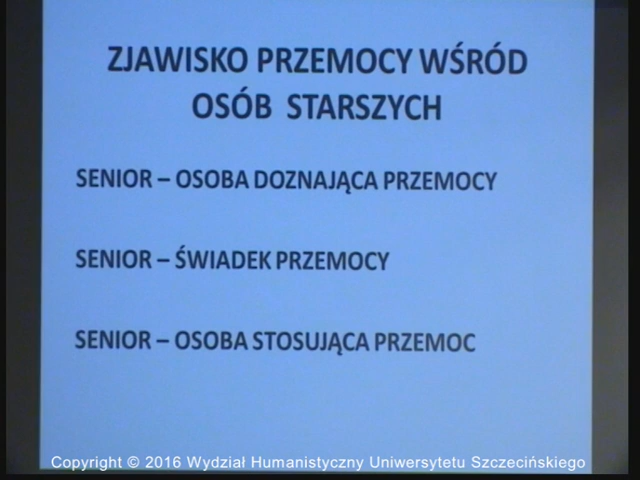 ZJAWISKO PRZEMOCY WŚRÓD
OSÓB STARSZYCH
SENIOR – OSOBA DOZNAJĄCA PRZEMOCY
SENIOR – ŚWIADEK PRZEMOCY
SENIOR – OSOBA STOSUJĄCA PRZEMOC
Copyright © 2016 Wydział Humanistyczny Uniwersytetu Szczecińskiego